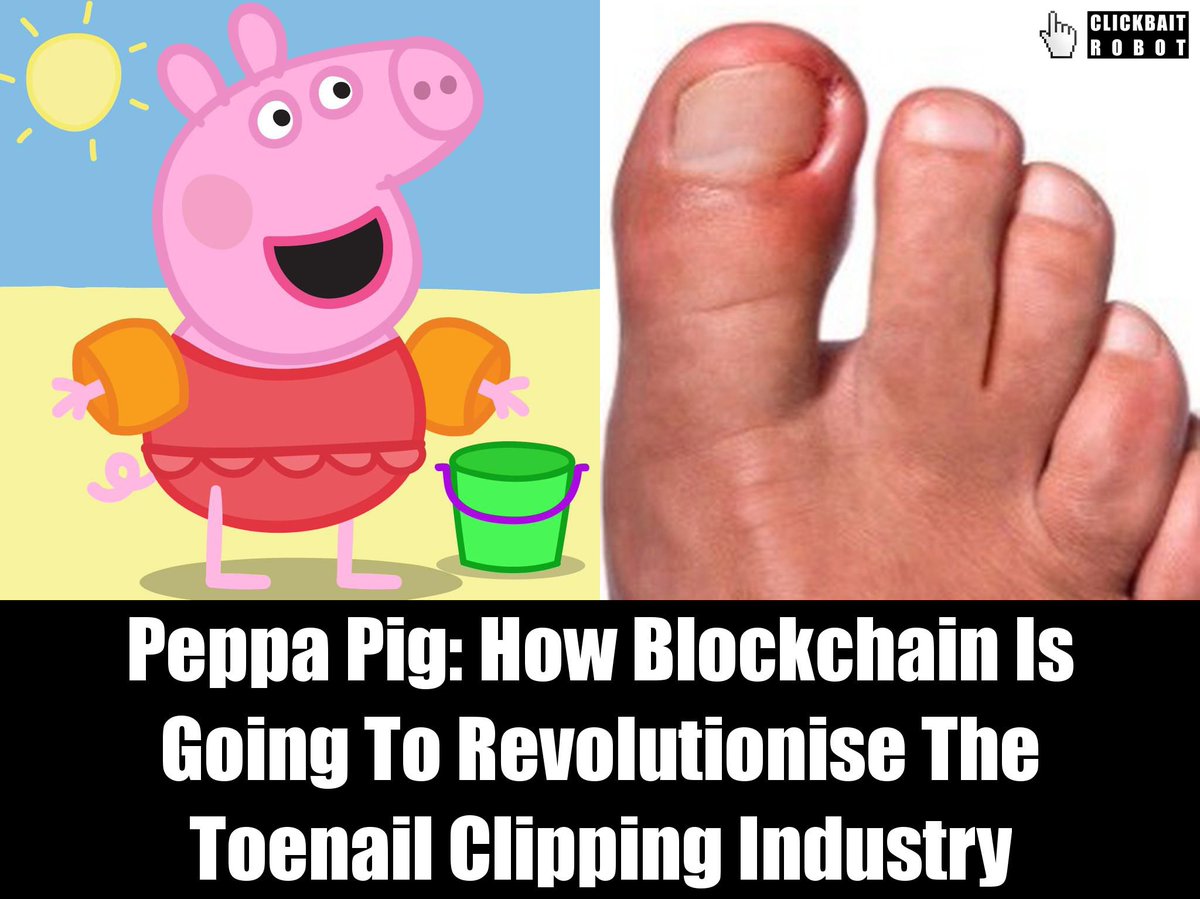 CLICKBAIT
ROBOT
Peppa Pig: How Blockchain Is
Going To Revolutionise The
Toenail Clipping Industry